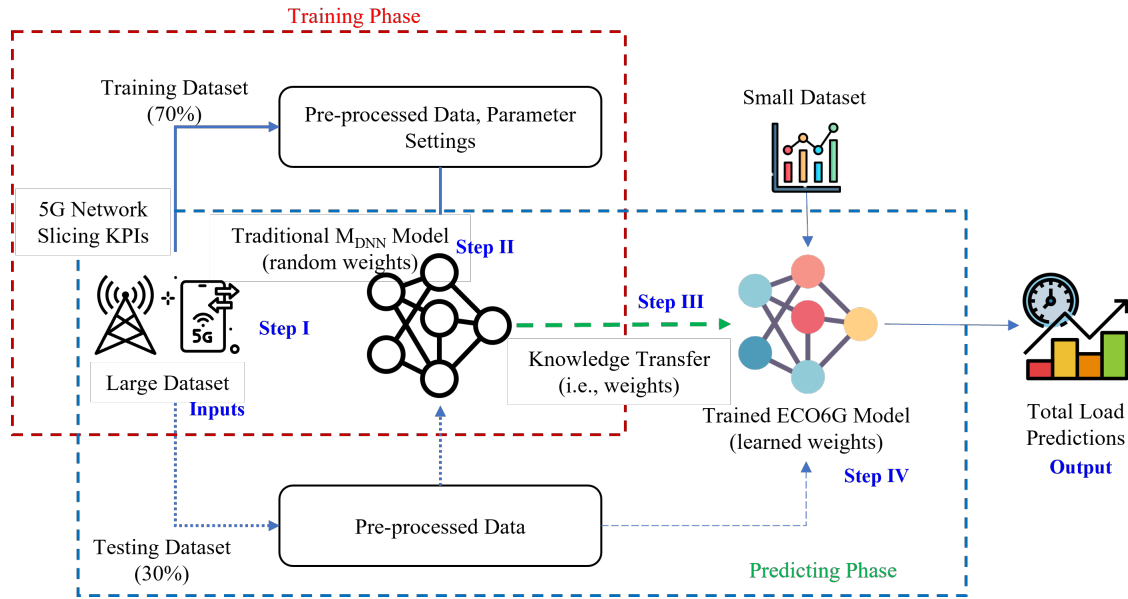 Training Phase
Training Dataset
(70%)
Pre-processed Data, Parameter
Settings
Small Dataset
5G Network
Slicing KPIs
Traditional MDNN Model
(random weights)
Step II
Step I
5G
Large Dataset
Inputs
Step III
Knowledge Transfer
(i.e., weights)
Trained ECO6G Model
(learned weights)
Step IV
Total Load
Predictions
Output
Pre-processed Data
Testing Dataset
(30%)
Predicting Phase